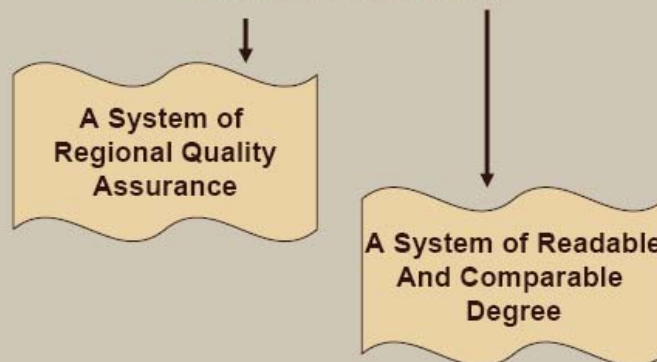 A System of
Regional Quality
Assurance
A System of Readable
And Comparable
Degree